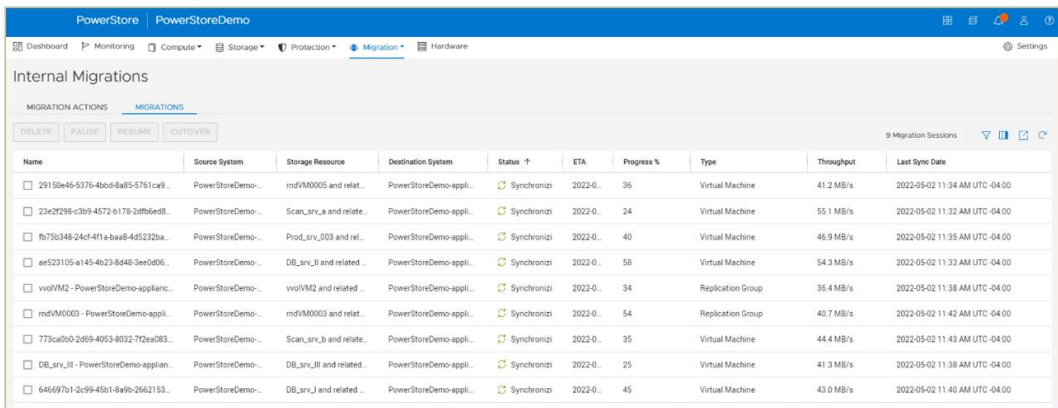 PowerStore PowerStoreDemo
Dashboard Monitoring Compute Storage Protection Migration Hardware Settings
Internal Migrations
MIGRATION ACTIONS MIGRATIONS
DELETE PAUSE RESUME CUTOVER 9 Migration Sessions
Name Source System Storage Resource Destination System Status ETA Progress % Type Throughput Last Sync Date
29150e46-5376-4bbd-8a85-5761ca9... PowerStoreDemo-... rndVM0005 and relat... PowerStoreDemo-appli... Synchronizi 2022-0... 36 Virtual Machine 41.2 MB/s 2022-05-02 11:34 AM UTC -04:00
23e2f298-c3b9-4572-b178-2dfb6ed8... PowerStoreDemo-... Scan_srv_a and relate... PowerStoreDemo-appli... Synchronizi 2022-0... 24 Virtual Machine 55.1 MB/s 2022-05-02 11:32 AM UTC -04:00
fb75b348-24cf-4f1a-baa8-4d5232ba... PowerStoreDemo-... Prod_srv_003 and rel... PowerStoreDemo-appli... Synchronizi 2022-0... 40 Virtual Machine 46.9 MB/s 2022-05-02 11:35 AM UTC -04:00
ae523105-a145-4b23-8d48-3ee0d06... PowerStoreDemo-... DB_srv_II and related ... PowerStoreDemo-appli... Synchronizi 2022-0... 58 Virtual Machine 54.3 MB/s 2022-05-02 11:33 AM UTC -04:00
vvolVM2 - PowerStoreDemo-applianc... PowerStoreDemo-... vvolVM2 and related ... PowerStoreDemo-appli... Synchronizi 2022-0... 34 Replication Group 36.4 MB/s 2022-05-02 11:38 AM UTC -04:00
rndVM0003 - PowerStoreDemo-appli... PowerStoreDemo-... rndVM0003 and relat... PowerStoreDemo-appli... Synchronizi 2022-0... 54 Replication Group 40.7 MB/s 2022-05-02 11:42 AM UTC -04:00
773ca0b0-2d69-4053-8032-7f2ea083... PowerStoreDemo-... Scan_srv_b and relate... PowerStoreDemo-appli... Synchronizi 2022-0... 35 Virtual Machine 44.4 MB/s 2022-05-02 11:43 AM UTC -04:00
DB_srv_III - PowerStoreDemo-applian... PowerStoreDemo-... DB_srv_III and related... PowerStoreDemo-appli... Synchronizi 2022-0... 25 Virtual Machine 41.3 MB/s 2022-05-02 11:38 AM UTC -04:00
646697b1-2c99-45b1-8a9b-2662153... PowerStoreDemo-... DB_srv_I and related ... PowerStoreDemo-appli... Synchronizi 2022-0... 45 Virtual Machine 43.0 MB/s 2022-05-02 11:40 AM UTC -04:00